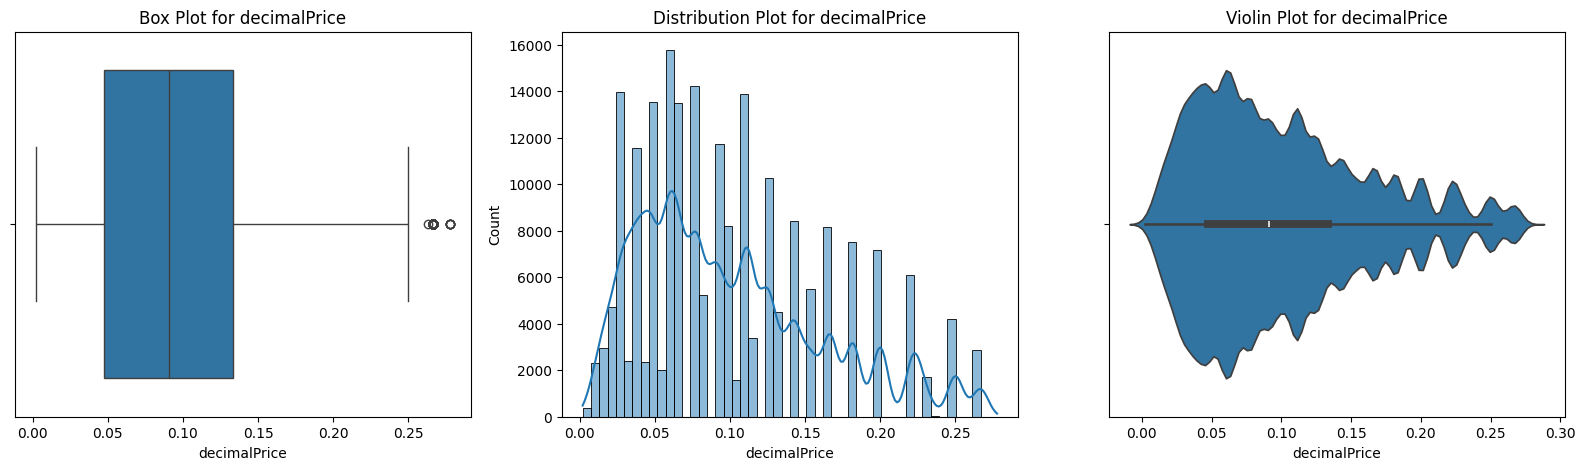 Box Plot for decimalPrice
0.00 0.05 0.10 0.15 0.20 0.25
decimalPrice
Distribution Plot for decimalPrice
16000
14000
12000
10000
8000
6000
4000
2000
0
Count
0.00 0.05 0.10 0.15 0.20 0.25
decimalPrice
Violin Plot for decimalPrice
0.00 0.05 0.10 0.15 0.20 0.25 0.30
decimalPrice